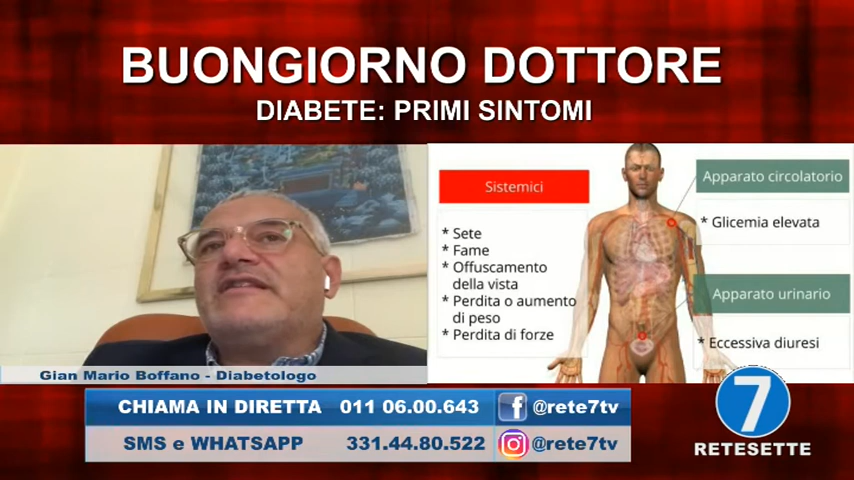 BUONGIORNO DOTTORE
DIABETE: PRIMI SINTOMI
Sistemici
* Sete
* Fame
* Offuscamento
della vista
* Perdita o aumento
di peso
* Perdita di forze
Apparato circolatorio
* Glicemia elevata
Apparato urinario
* Eccessiva diuresi
Gian Mario Boffano - Diabetologo
CHIAMA IN DIRETTA 011 06.00.643 f @rete7tv
SMS e WHATSAPP 331.44.80.522 @rete7tv
7
RETESETTE